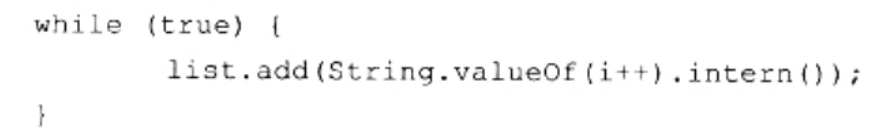 while (true) {
list.add(String.valueOf(i++).intern());
}